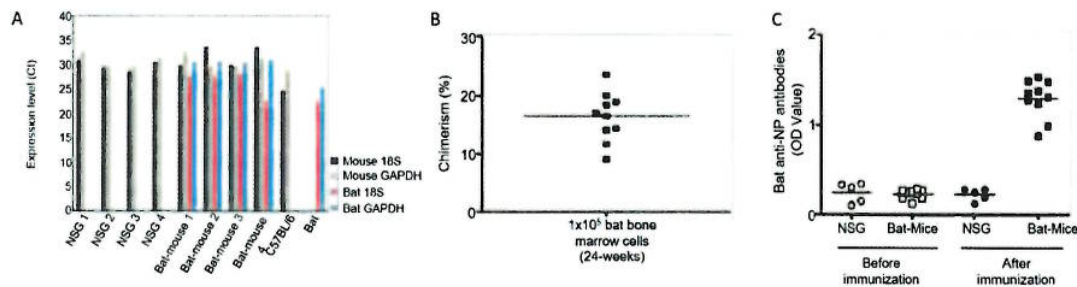 A
Expression level (Ct)
40
35
30
25
20
15
10
5
0
NSG 1
NSG 2
NSG 3
NSG 4
Bat-mouse 1
Bat-mouse 2
Bat-mouse 3
Bat-mouse
4
C57BL/6
Bat
Mouse 18S
Mouse GAPDH
Bat 18S
Bat GAPDH
B
Chimerism (%)
30
20
10
0
1x10⁵ bat bone
marrow cells
(24-weeks)
C
Bat anti-NP antibodies
(OD Value)
2
1
0
NSG
Bat-Mice
NSG
Bat-Mice
Before
immunization
After
immunization